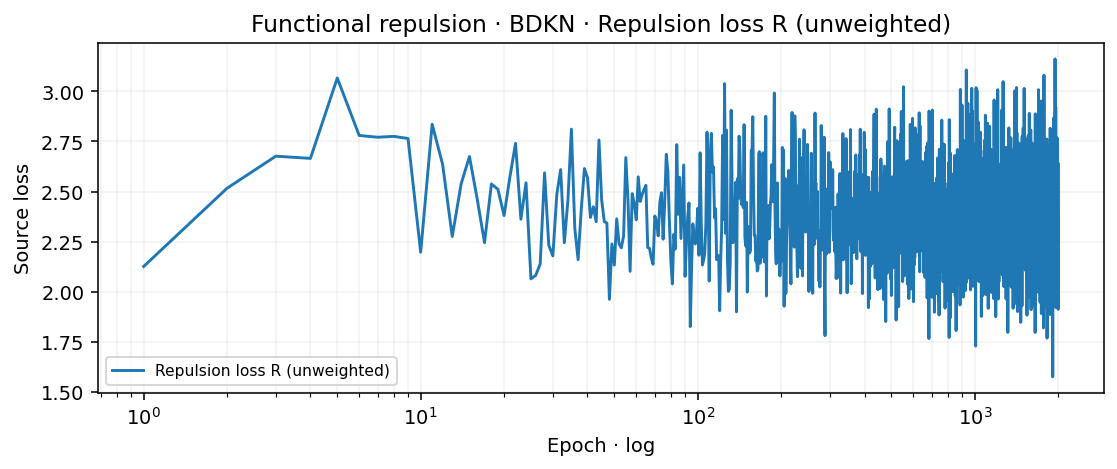 Functional repulsion · BDKN · Repulsion loss R (unweighted)
Source loss
3.00
2.75
2.50
2.25
2.00
1.75
1.50
Repulsion loss R (unweighted)
10⁰
10¹
10²
10³
Epoch · log